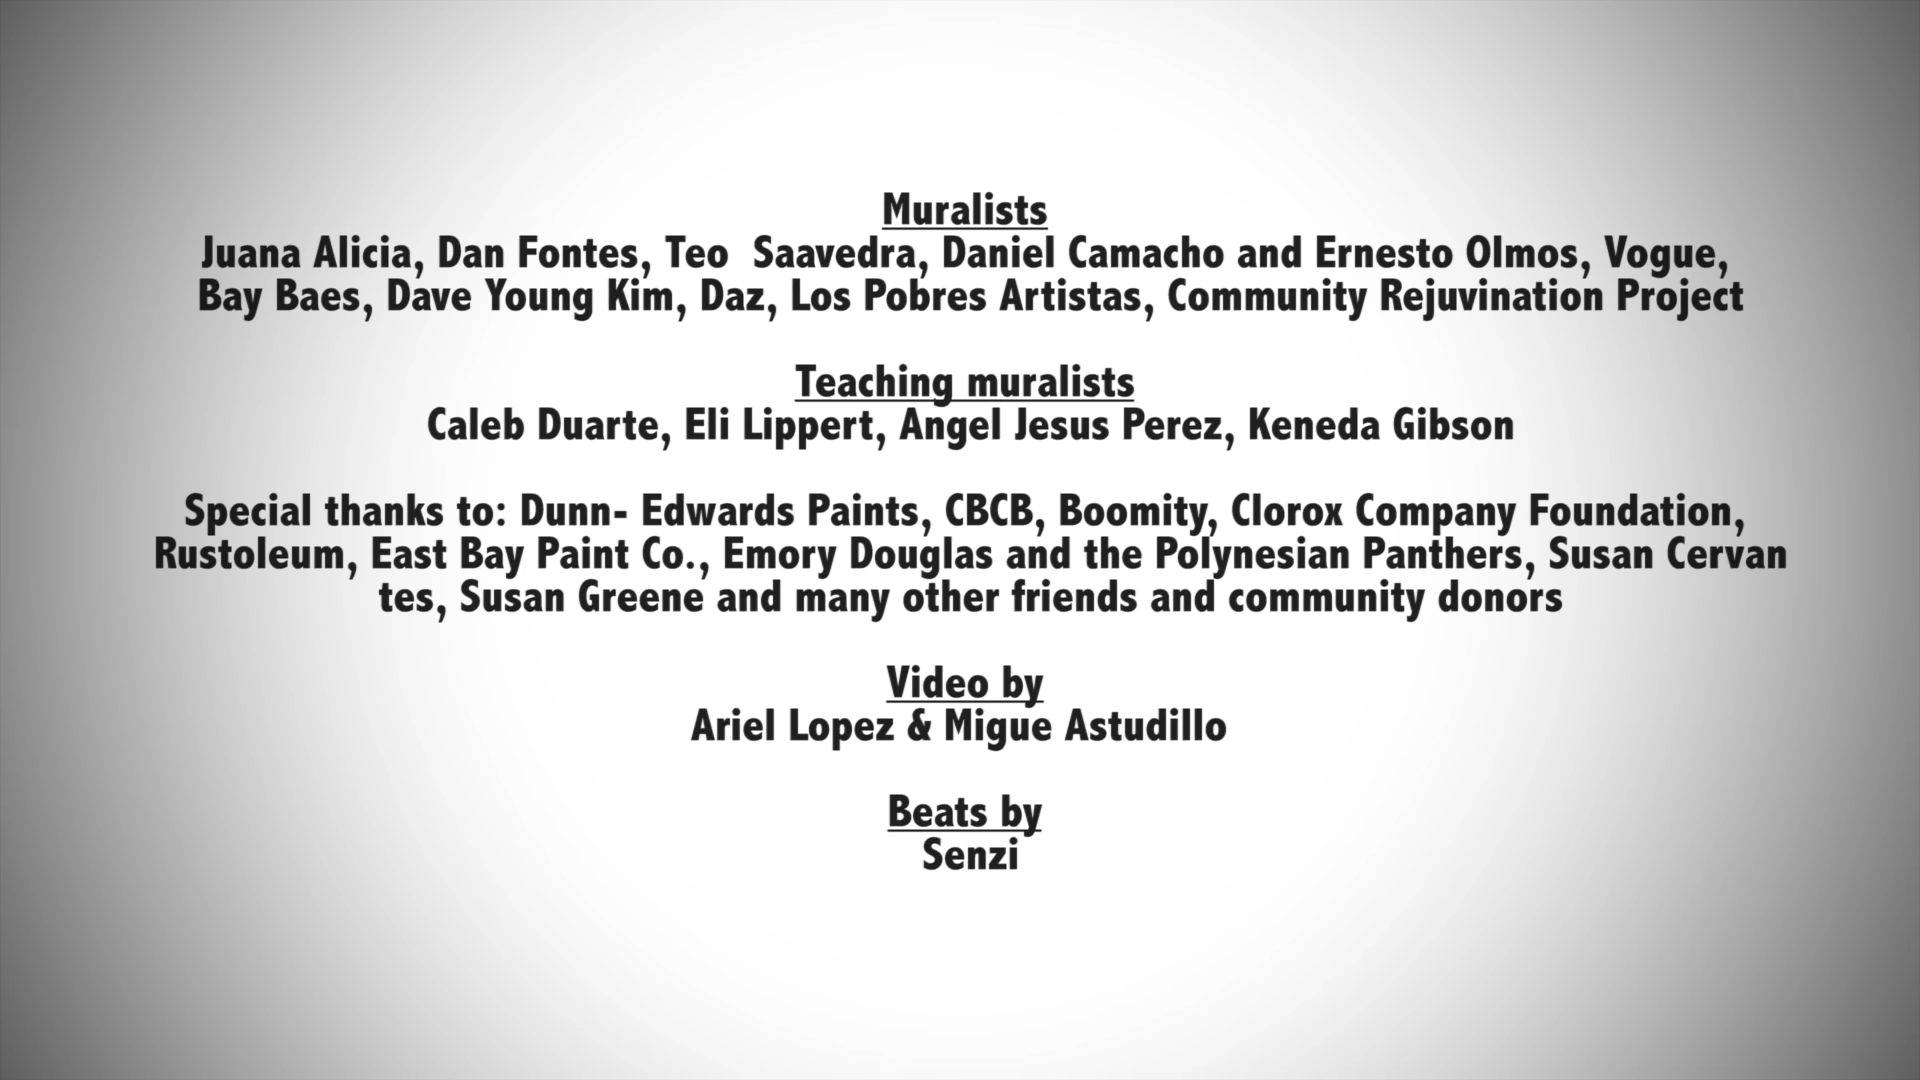 Muralists
Juana Alicia, Dan Fontes, Teo  Saavedra, Daniel Camacho and Ernesto Olmos, Vogue,
Bay Baes, Dave Young Kim, Daz, Los Pobres Artistas, Community Rejuvination Project
Teaching muralists
Caleb Duarte, Eli Lippert, Angel Jesus Perez, Keneda Gibson
Special thanks to: Dunn- Edwards Paints, CBCB, Boomity, Clorox Company Foundation,
Rustoleum, East Bay Paint Co., Emory Douglas and the Polynesian Panthers, Susan Cervan
tes, Susan Greene and many other friends and community donors
Video by
Ariel Lopez & Migue Astudillo
Beats by
Senzi